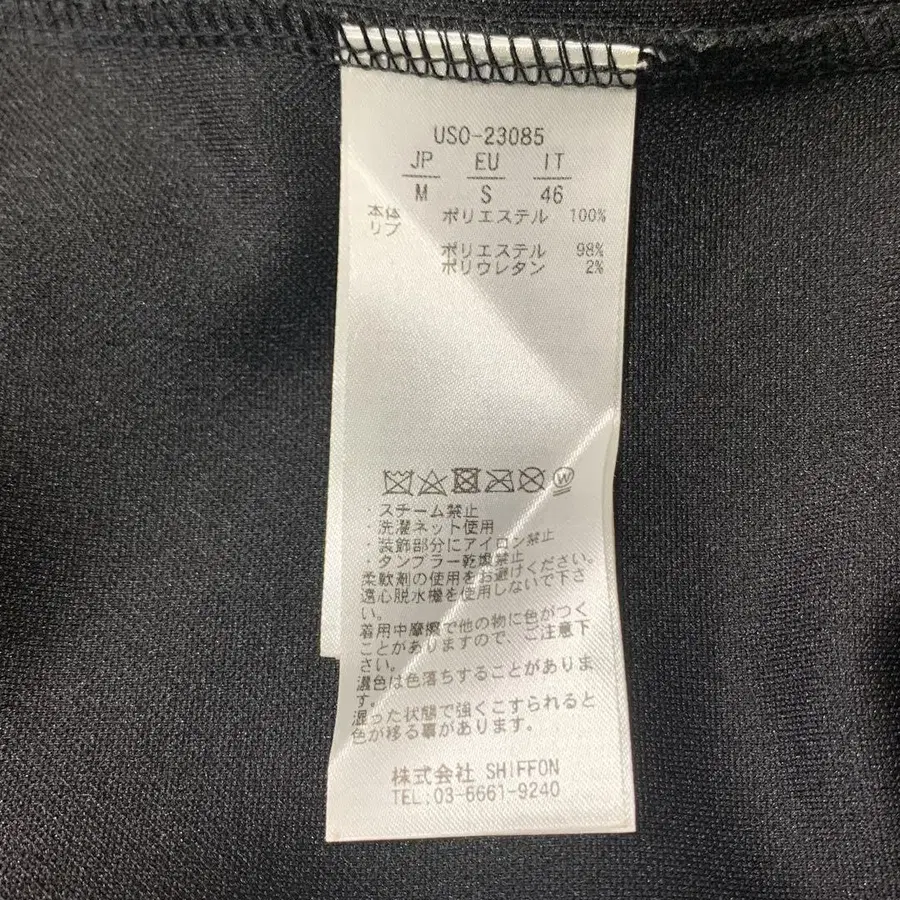 USO-23085
JP EU IT
M S 46
本体 ポリエステル 100%
リブ
ポリエステル 98%
ポリウレタン 2%
W
・スチーム禁止
・洗濯ネット使用
・装飾部分にアイロン禁止
・タンブラー乾燥禁止
柔軟剤の使用をお避けください。
遠心脱水機を使用しないで下さ
い。
着用中摩擦で他の物に色がつく
ことがありますので、ご注意下
さい。
濃色は色落ちすることがありま
す。
湿った状態で強くこすられると
色が移る事があります。
株式会社 SHIFFON
TEL:03-6661-9240